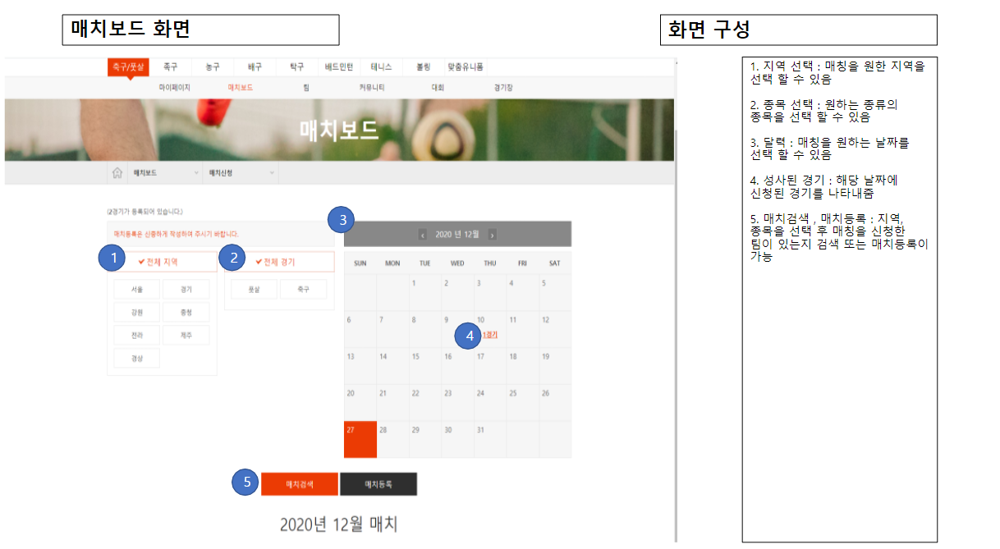 매치보드 화면
화면 구성
축구/풋살 족구 농구 배구 탁구 배드민턴 테니스 볼링 맞춤유니폼
마이페이지 매치보드 팀 커뮤니티 대회 경기장
매치보드
매치보드 매치신청
(2경기가 등록되어 있습니다.)
매치등록은 신중하게 작성하여 주시기 바랍니다.
1 전체 지역
서울 경기
강원 충청
전라 제주
경상
2 전체 경기
풋살 축구
3
‹ 2020 년 12월 ›
SUN MON TUE WED THU FRI SAT
1 2 3 4 5
6 7 8 9 10 11 12
4 1경기
13 14 15 16 17 18 19
20 21 22 23 24 25 26
27 28 29 30 31
5 매치검색 매치등록
2020년 12월 매치
1. 지역 선택 : 매칭을 원한 지역을
선택 할 수 있음
2. 종목 선택 : 원하는 종류의
종목을 선택 할 수 있음
3. 달력 : 매칭을 원하는 날짜를
선택 할 수 있음
4. 성사된 경기 : 해당 날짜에
신청된 경기를 나타내줌
5. 매치검색 , 매치등록 : 지역,
종목을 선택 후 매칭을 신청한
팀이 있는지 검색 또는 매치등록이
가능